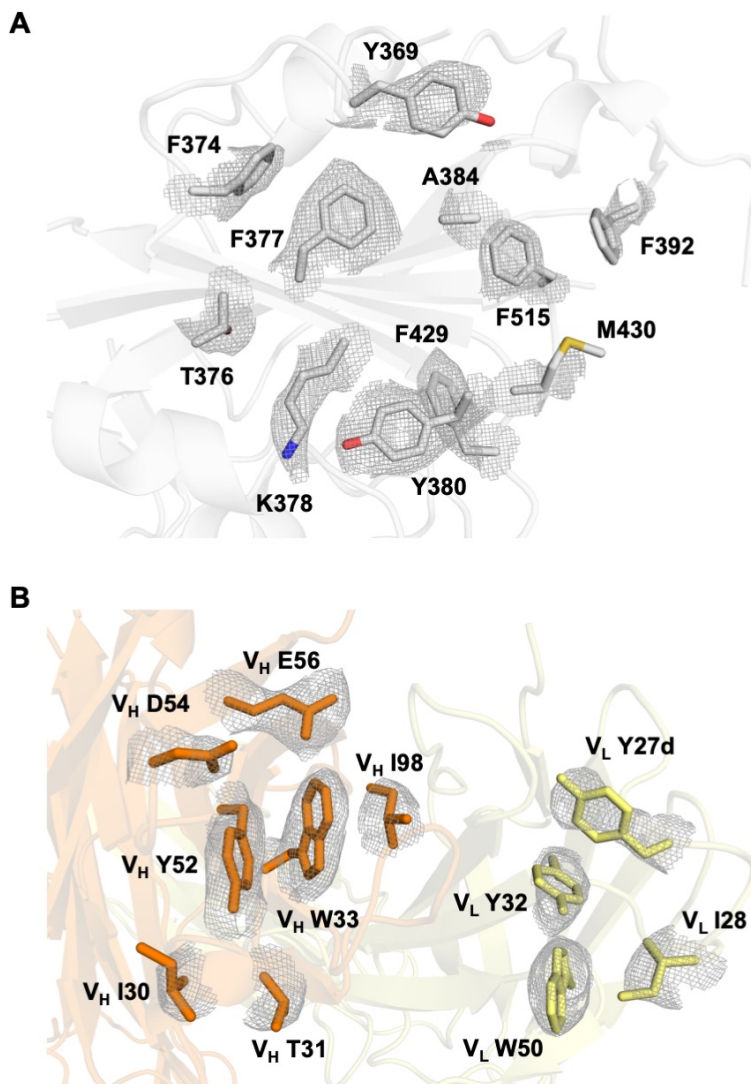 A
Y369
F374
A384
F377
F392
F515
F429
M430
T376
Y380
K378
B
VH E56
VH D54
VH I98
VL Y27d
VH Y52
VL Y32
VH W33
VL I28
VH I30
VH T31
VL W50